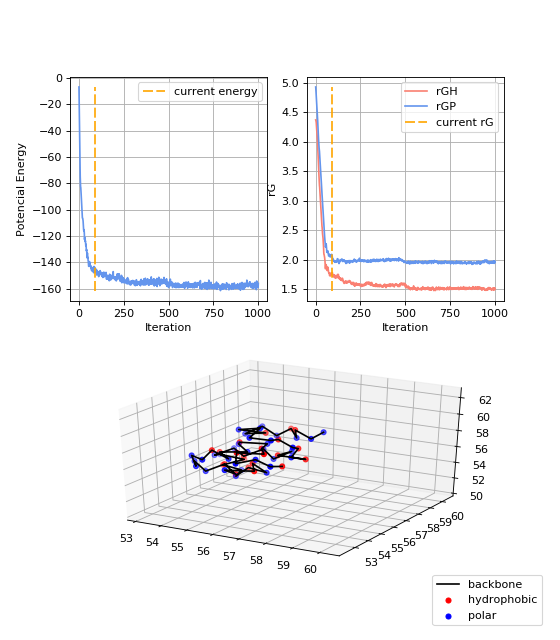 0
−20
−40
−60
−80
−100
−120
−140
−160
Potencial Energy
current energy
0 250 500 750 1000
Iteration
5.0
4.5
4.0
3.5
3.0
2.5
2.0
1.5
rG
rGH
rGP
current rG
0 250 500 750 1000
Iteration
62
60
58
56
54
52
50
53 54 55 56 57 58 59 60
53 54 55 56 57 58 59 60
backbone
hydrophobic
polar